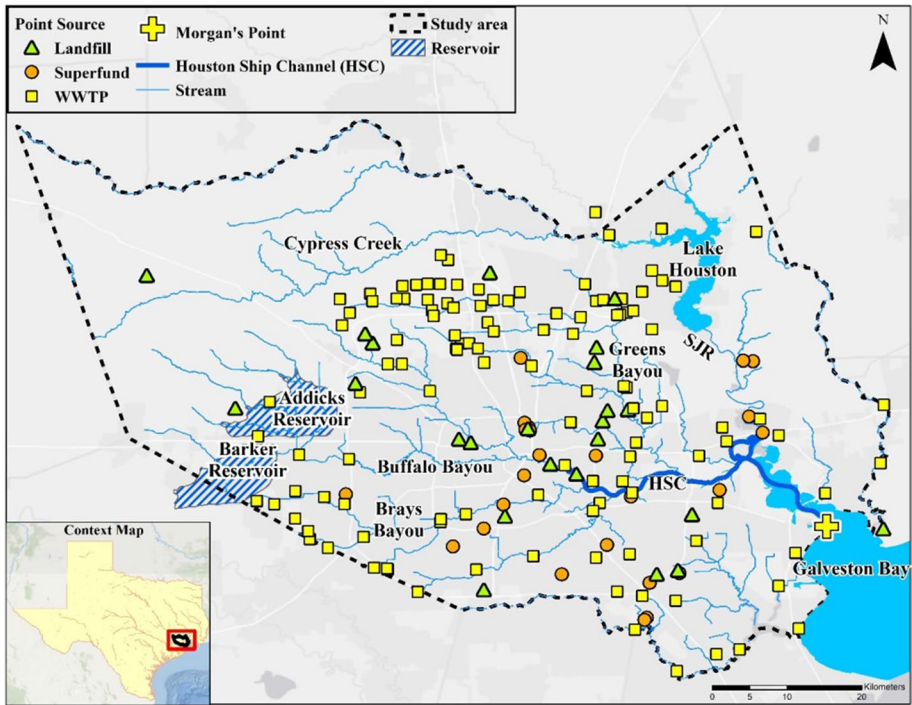 Point Source
Landfill
Superfund
WWTP
Morgan's Point
Houston Ship Channel (HSC)
Stream
Study area
Reservoir
N
Cypress Creek
Lake
Houston
SJR
Greens
Bayou
Addicks
Reservoir
Barker
Reservoir
Buffalo Bayou
HSC
Brays
Bayou
Galveston Bay
Context Map
Kilometers
0 5 10 20